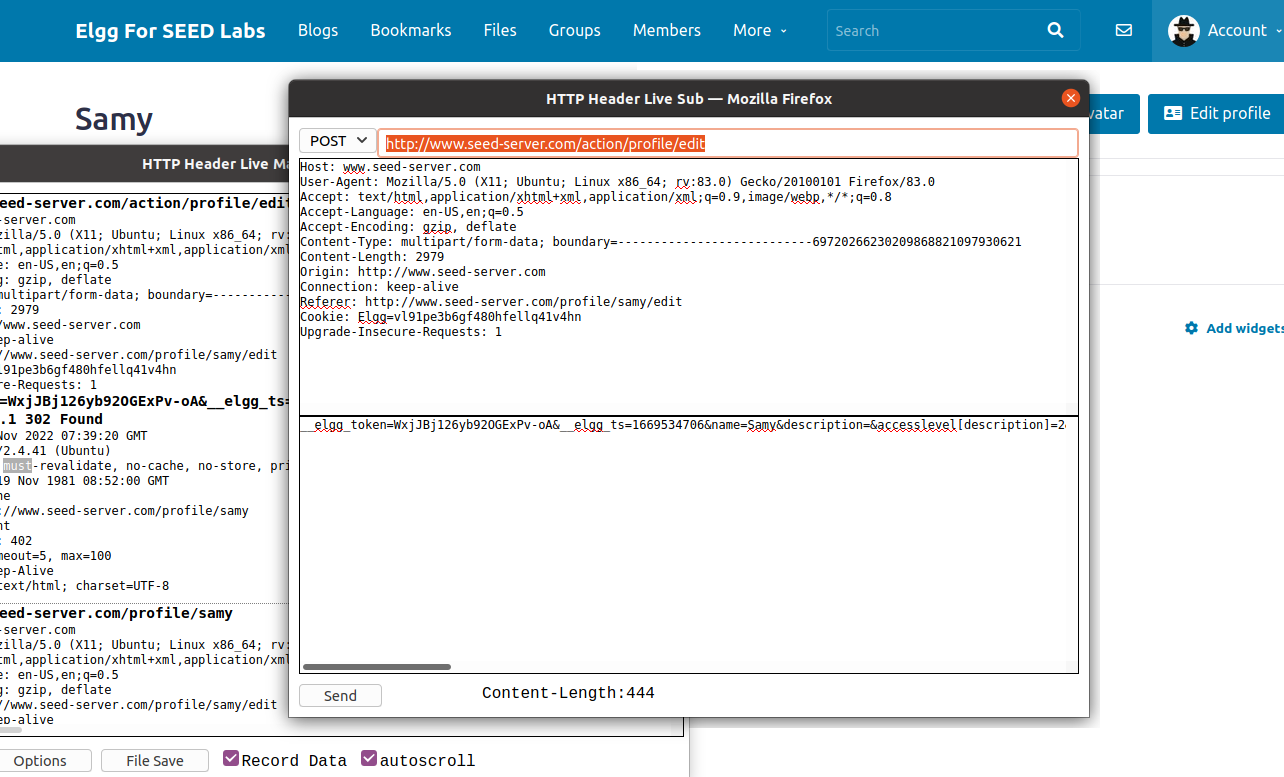 Elgg For SEED Labs Blogs Bookmarks Files Groups Members More Search Account
Samy
vatar Edit profile
Add widgets
HTTP Header Live Ma
eed-server.com/action/profile/edit
-server.com
zilla/5.0 (X11; Ubuntu; Linux x86_64; rv:
tml,application/xhtml+xml,application/xml
e: en-US,en;q=0.5
g: gzip, deflate
multipart/form-data; boundary=-----------
: 2979
/www.seed-server.com
ep-alive
//www.seed-server.com/profile/samy/edit
l91pe3b6gf480hfellq41v4hn
re-Requests: 1
=WxjJBj126yb92OGExPv-oA&__elgg_ts=
.1 302 Found
Nov 2022 07:39:20 GMT
/2.4.41 (Ubuntu)
must-revalidate, no-cache, no-store, pri
19 Nov 1981 08:52:00 GMT
ne
://www.seed-server.com/profile/samy
nt
: 402
meout=5, max=100
ep-Alive
text/html; charset=UTF-8
eed-server.com/profile/samy
-server.com
zilla/5.0 (X11; Ubuntu; Linux x86_64; rv:
tml,application/xhtml+xml,application/xml
e: en-US,en;q=0.5
g: gzip, deflate
//www.seed-server.com/profile/samy/edit
ep-alive
Options File Save Record Data autoscroll
HTTP Header Live Sub — Mozilla Firefox
POST http://www.seed-server.com/action/profile/edit
Host: www.seed-server.com
User-Agent: Mozilla/5.0 (X11; Ubuntu; Linux x86_64; rv:83.0) Gecko/20100101 Firefox/83.0
Accept: text/html,application/xhtml+xml,application/xml;q=0.9,image/webp,*/*;q=0.8
Accept-Language: en-US,en;q=0.5
Accept-Encoding: gzip, deflate
Content-Type: multipart/form-data; boundary=---------------------------69720266230209868821097930621
Content-Length: 2979
Origin: http://www.seed-server.com
Connection: keep-alive
Referer: http://www.seed-server.com/profile/samy/edit
Cookie: Elgg=vl91pe3b6gf480hfellq41v4hn
Upgrade-Insecure-Requests: 1
__elgg_token=WxjJBj126yb92OGExPv-oA&__elgg_ts=1669534706&name=Samy&description=&accesslevel[description]=2&
Send Content-Length:444